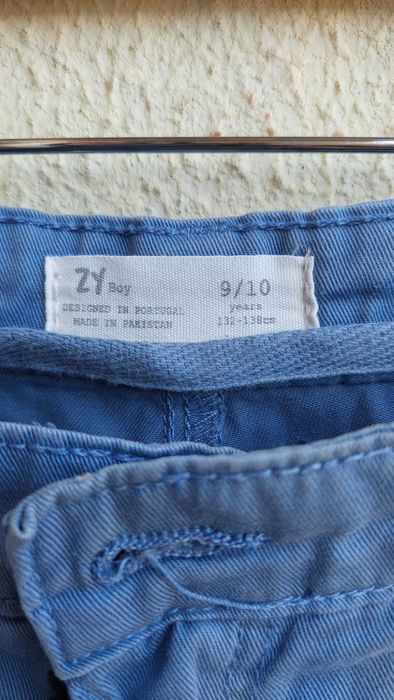 ZY Boy
9/10
years
132-138cm
DESIGNED IN PORTUGAL
MADE IN PAKISTAN